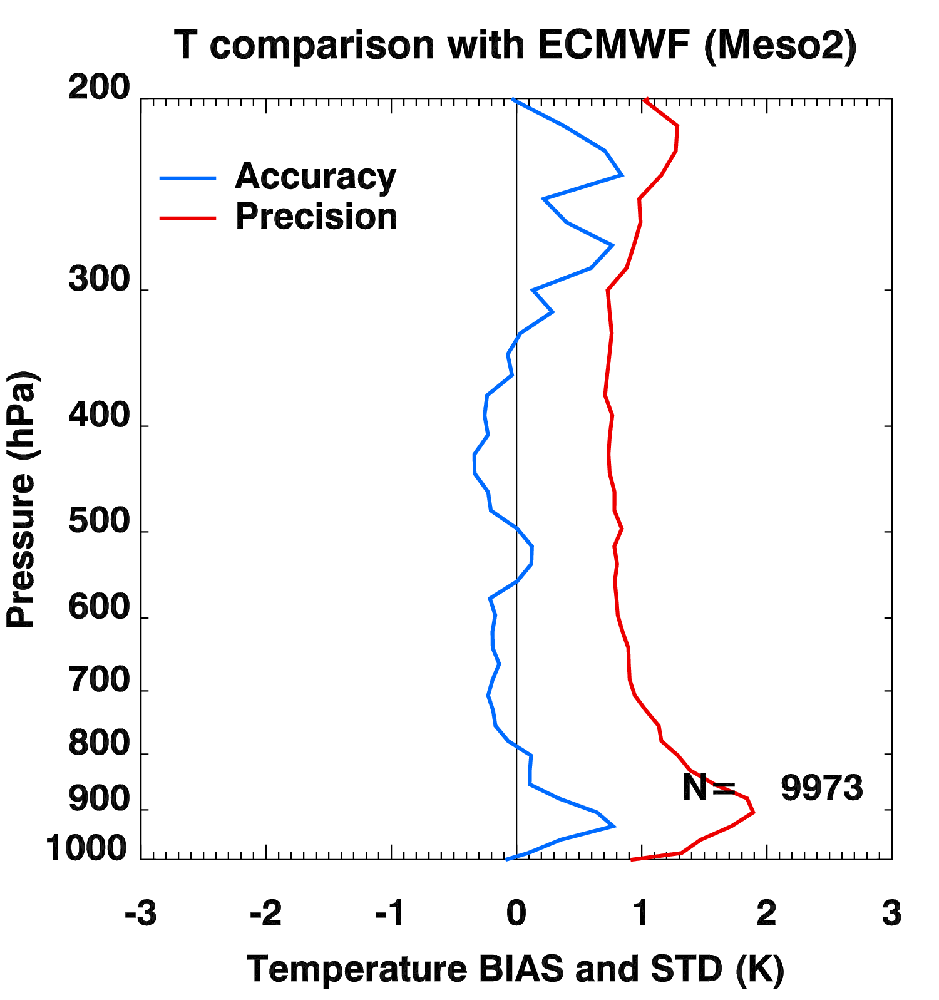 T comparison with ECMWF (Meso2)
200
Accuracy
Precision
300
400
500
600
700
800
900
1000
Pressure (hPa)
N= 9973
-3 -2 -1 0 1 2 3
Temperature BIAS and STD (K)